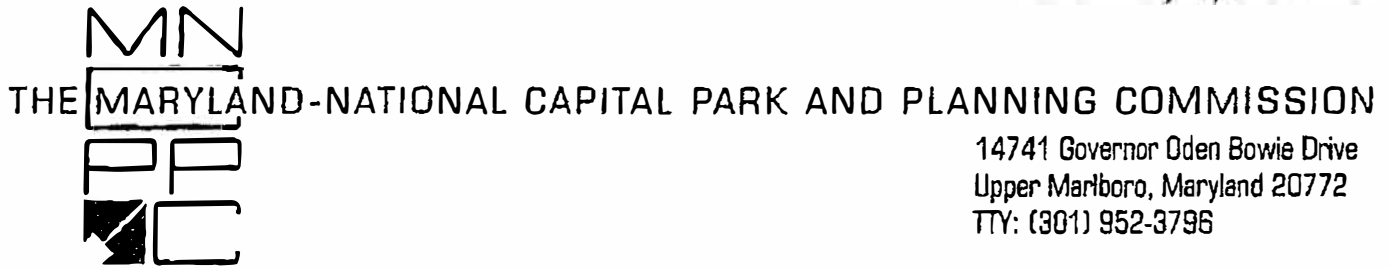 MN
THE MARYLAND-NATIONAL CAPITAL PARK AND PLANNING COMMISSION
PP
C
14741 Governor Oden Bowie Drive
Upper Marlboro, Maryland 20772
TTY: (301) 952-3796